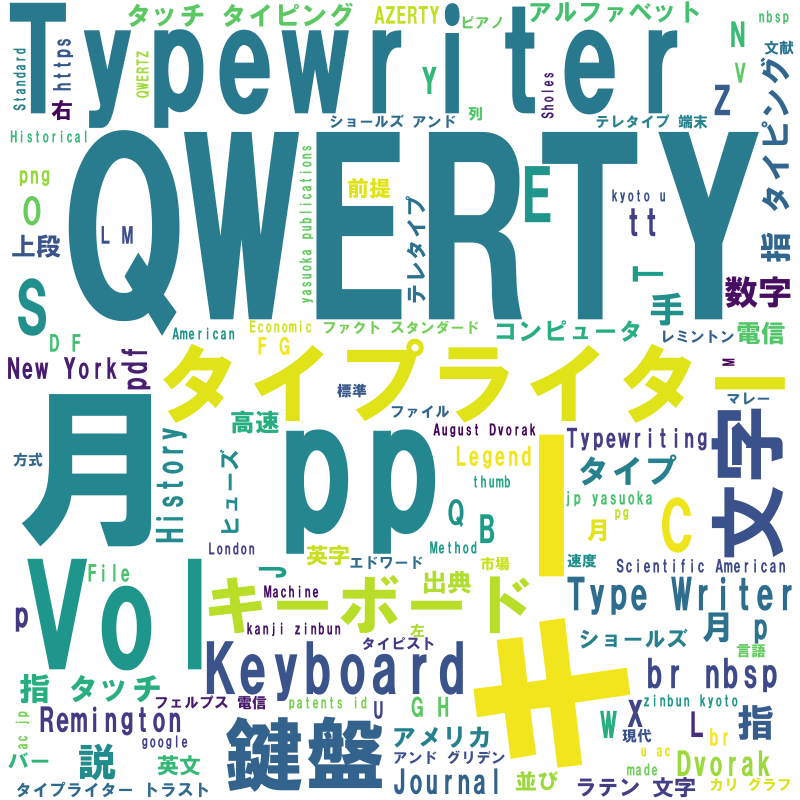 タッチ タイピング
AZERTY
ピアノ
アルファベット
nbsp
Typewriter
Standard
https
右
QWERTZ
Y
Sholes
列
N
V
文献
Z
Historical
ショールズ アンド
テレタイプ 端末
指 タイピング
QWERTY
png
O
上段
L M
yasuoka publications
前提
テレタイプ
E
kyoto u
tt
T
手
数字
S
D F
American
Economic
ファクト スタンダード
コンピュータ
レミントン
電信
F G
New York
pdf
タイプライタ
標準
ファイル
M
ー
マレー
月
方式
History
高速
ヒューズ
pp
August Dvorak
Legend
thumb
Typewriting
タイプ
文字
jp yasuoka
pg
月
C
Q
B
London
英字
Method
エドワード
市場
速度
Scientific American
Vol
File
J
キーボード
出典
Machine
Type Writer
p
kanji zinbun
左
タイピスト
ショールズ
月 p
言語
指 タッチ
Keyboard
サ
br nbsp
フェルプス 電信
patents id
zinbun kyoto
Remington
U
G H
W
X
L
指
ac jp
google
鍵盤
アメリカ
現代
br
バー
説
英文
アンド グリデン
u ac
made
Dvorak
タイプライター トラスト
Journal
並び
ラテン 文字
カリ グラフ